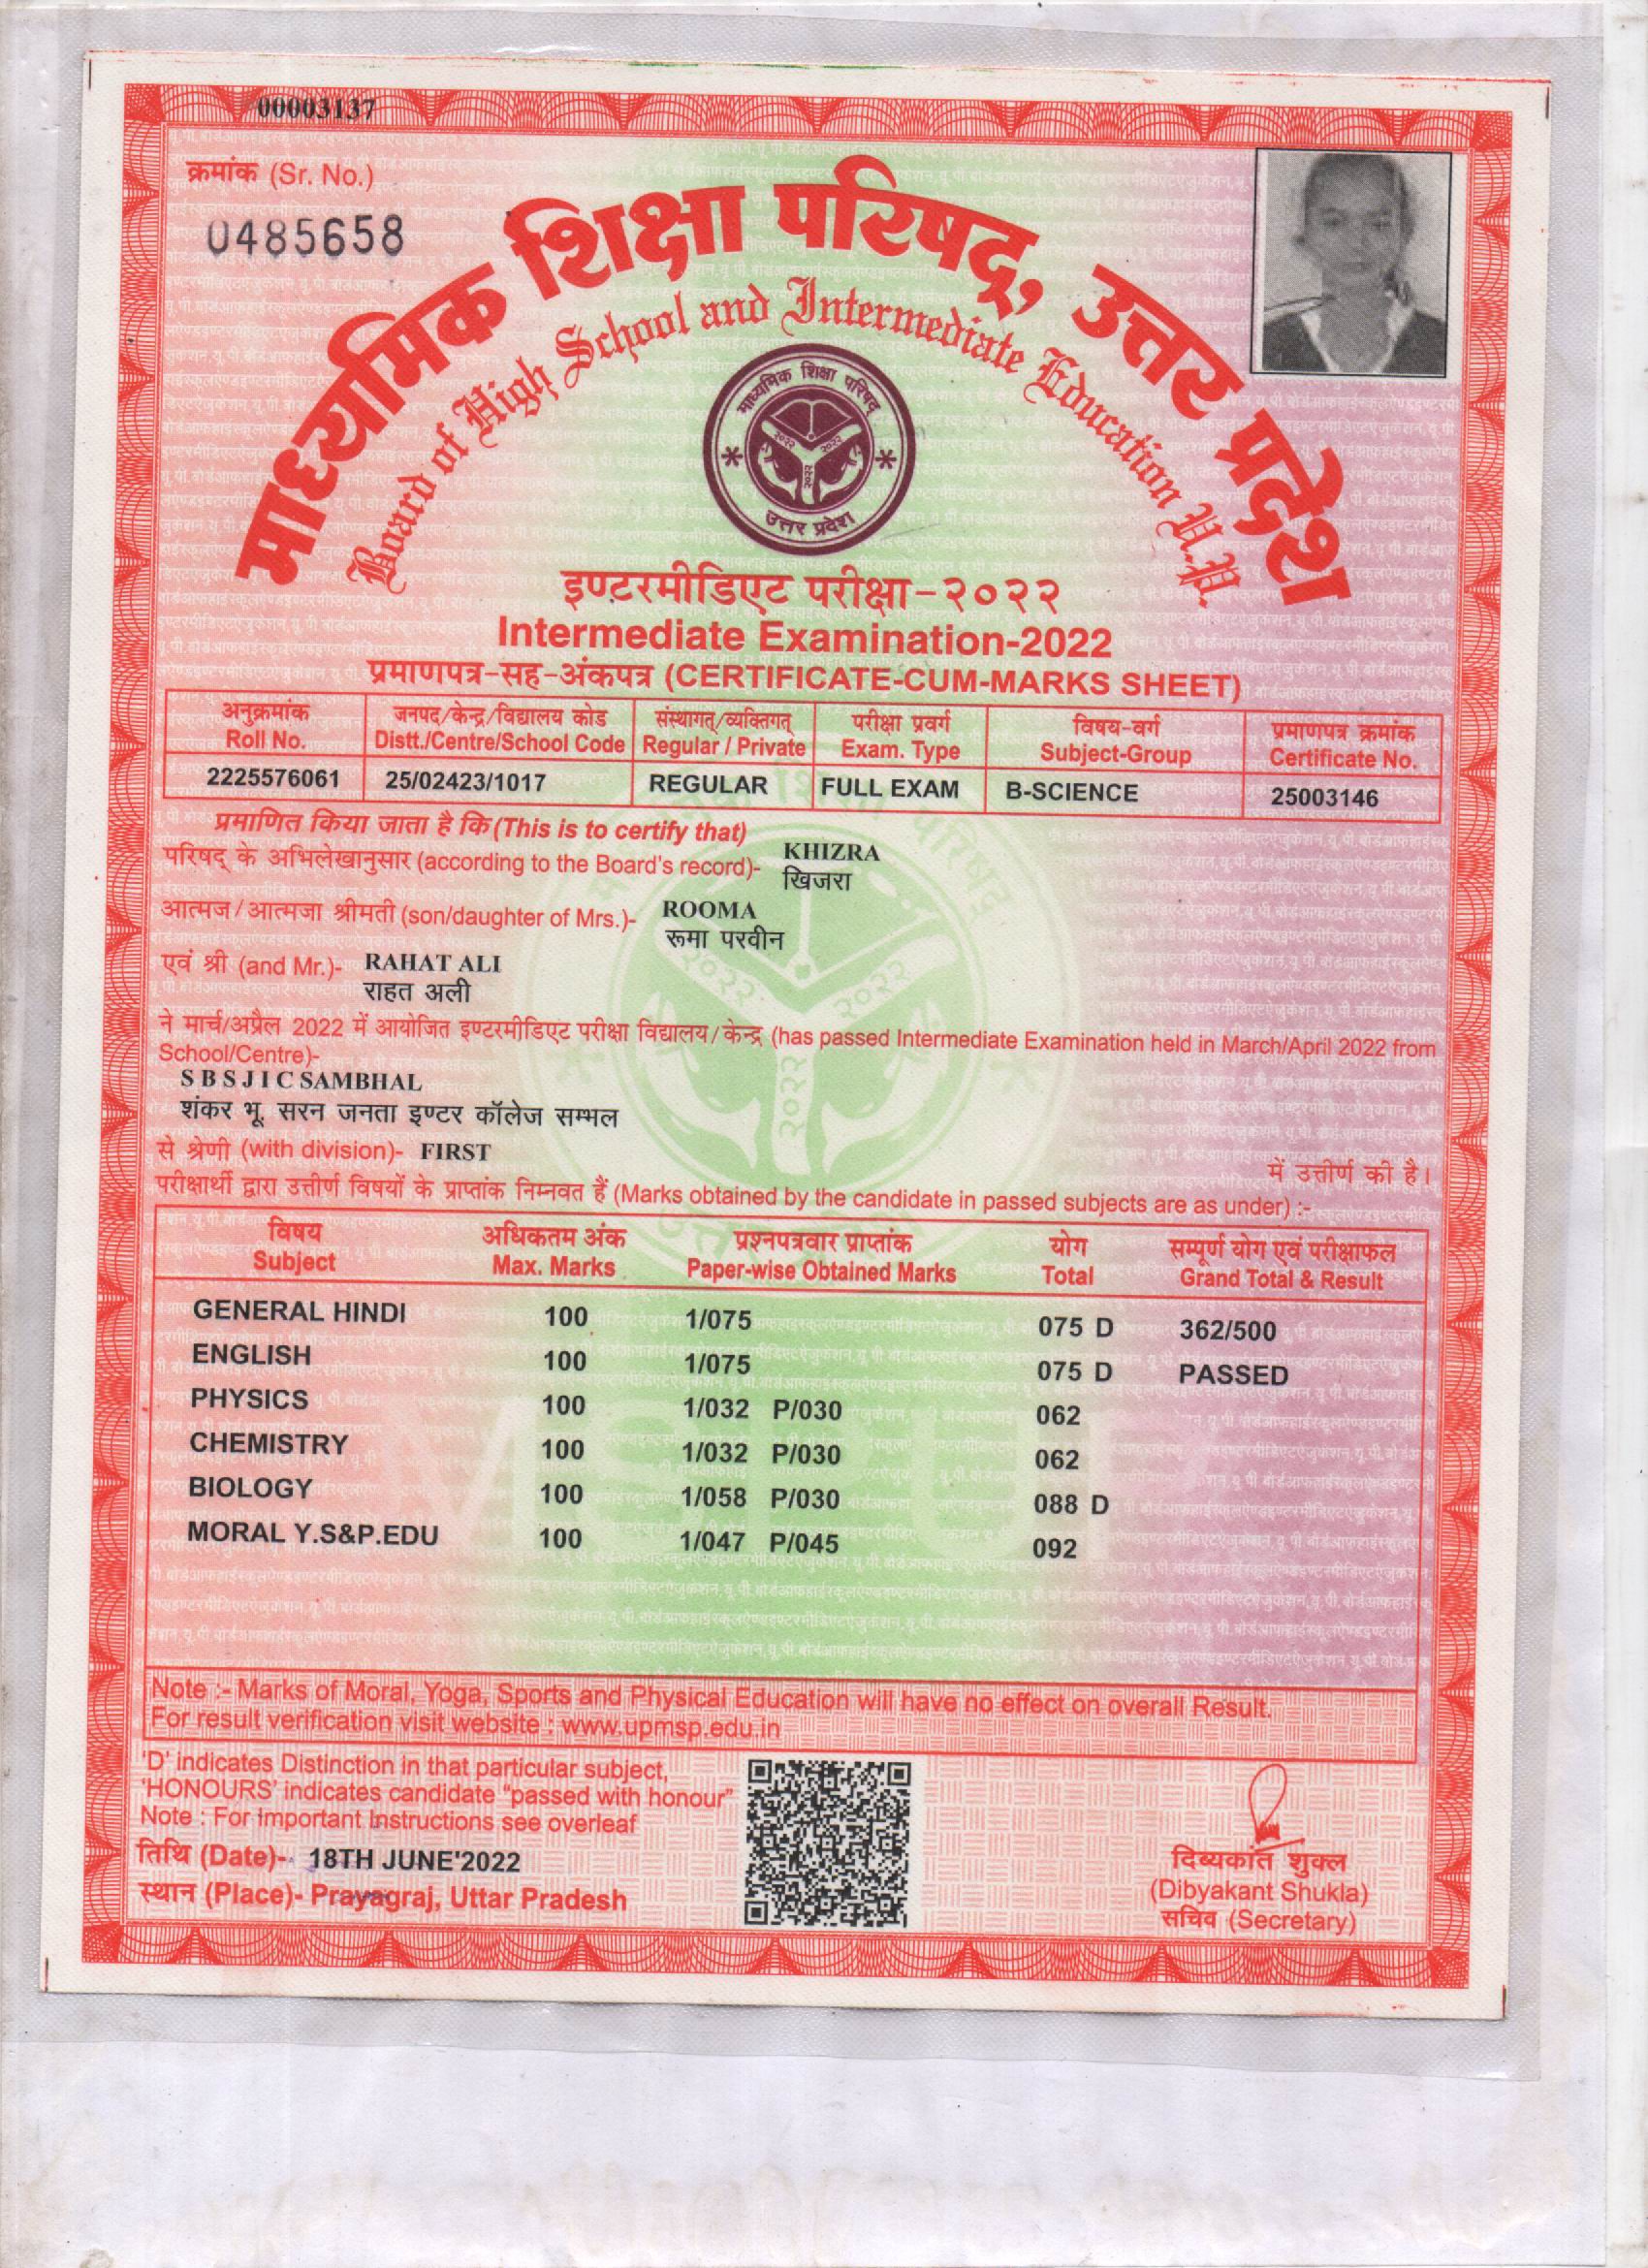 00003137
क्रमांक (Sr. No.)
0485658
माध्यमिक शिक्षा परिषद्, उत्तर प्रदेश
Board of High School and Intermediate Education U.P.
माध्यमिक शिक्षा परिषद्
उत्तर प्रदेश
इण्टरमीडिएट परीक्षा-२०२२
Intermediate Examination-2022
प्रमाणपत्र-सह-अंकपत्र (CERTIFICATE-CUM-MARKS SHEET)
अनुक्रमांक जनपद/केन्द्र/विद्यालय कोड संस्थागत्/व्यक्तिगत् परीक्षा प्रवर्ग विषय-वर्ग प्रमाणपत्र क्रमांक
Roll No. Distt./Centre/School Code Regular / Private Exam. Type Subject-Group Certificate No.
2225576061 25/02423/1017 REGULAR FULL EXAM B-SCIENCE 25003146
प्रमाणित किया जाता है कि (This is to certify that)
परिषद् के अभिलेखानुसार (according to the Board's record)- KHIZRA
खिजरा
आत्मज/आत्मजा श्रीमती (son/daughter of Mrs.)- ROOMA
रूमा परवीन
एवं श्री (and Mr.)- RAHAT ALI
राहत अली
ने मार्च/अप्रैल 2022 में आयोजित इण्टरमीडिएट परीक्षा विद्यालय/केन्द्र (has passed Intermediate Examination held in March/April 2022 from
School/Centre)-
S B S J I C SAMBHAL
शंकर भू. सरन जनता इण्टर कॉलेज सम्भल
से श्रेणी (with division)- FIRST में उत्तीर्ण की है।
परीक्षार्थी द्वारा उत्तीर्ण विषयों के प्राप्तांक निम्नवत हैं (Marks obtained by the candidate in passed subjects are as under) :-
विषय अधिकतम अंक प्रश्नपत्रवार प्राप्तांक योग सम्पूर्ण योग एवं परीक्षाफल
Subject Max. Marks Paper-wise Obtained Marks Total Grand Total & Result
GENERAL HINDI 100 1/075 075 D 362/500
ENGLISH 100 1/075 075 D PASSED
PHYSICS 100 1/032 P/030 062
CHEMISTRY 100 1/032 P/030 062
BIOLOGY 100 1/058 P/030 088 D
MORAL Y.S&P.EDU 100 1/047 P/045 092
Note :- Marks of Moral, Yoga, Sports and Physical Education will have no effect on overall Result.
For result verification visit website : www.upmsp.edu.in
'D' indicates Distinction in that particular subject,
'HONOURS' indicates candidate "passed with honour"
Note : For Important Instructions see overleaf
तिथि (Date)- 18TH JUNE'2022
स्थान (Place)- Prayagraj, Uttar Pradesh
दिब्यकांत शुक्ल
(Dibyakant Shukla)
सचिव (Secretary)